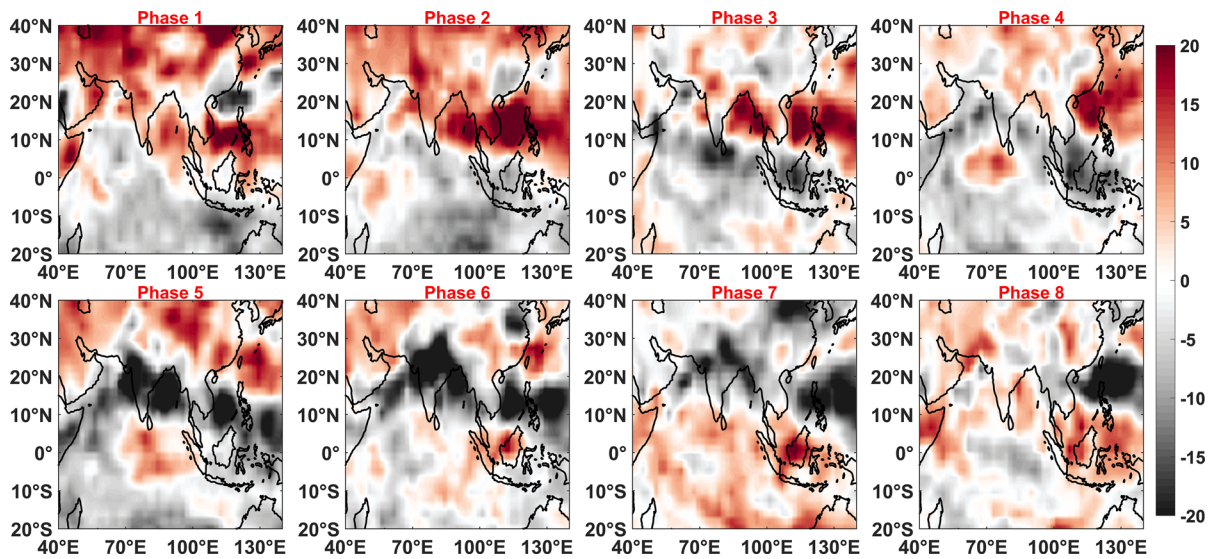 Phase 1 Phase 2 Phase 3 Phase 4
40°N 40°N 40°N 40°N 20
30°N 30°N 30°N 30°N 15
20°N 20°N 20°N 20°N 10
10°N 10°N 10°N 10°N 5
0° 0° 0° 0° 0
10°S 10°S 10°S 10°S
20°S 20°S 20°S 20°S
40°E 70°E 100°E 130°E 40°E 70°E 100°E 130°E 40°E 70°E 100°E 130°E 40°E 70°E 100°E 130°E
Phase 5 Phase 6 Phase 7 Phase 8
40°N 40°N 40°N 40°N
30°N 30°N 30°N 30°N -5
20°N 20°N 20°N 20°N
10°N 10°N 10°N 10°N -10
0° 0° 0° 0°
10°S 10°S 10°S 10°S -15
20°S 20°S 20°S 20°S -20
40°E 70°E 100°E 130°E 40°E 70°E 100°E 130°E 40°E 70°E 100°E 130°E 40°E 70°E 100°E 130°E